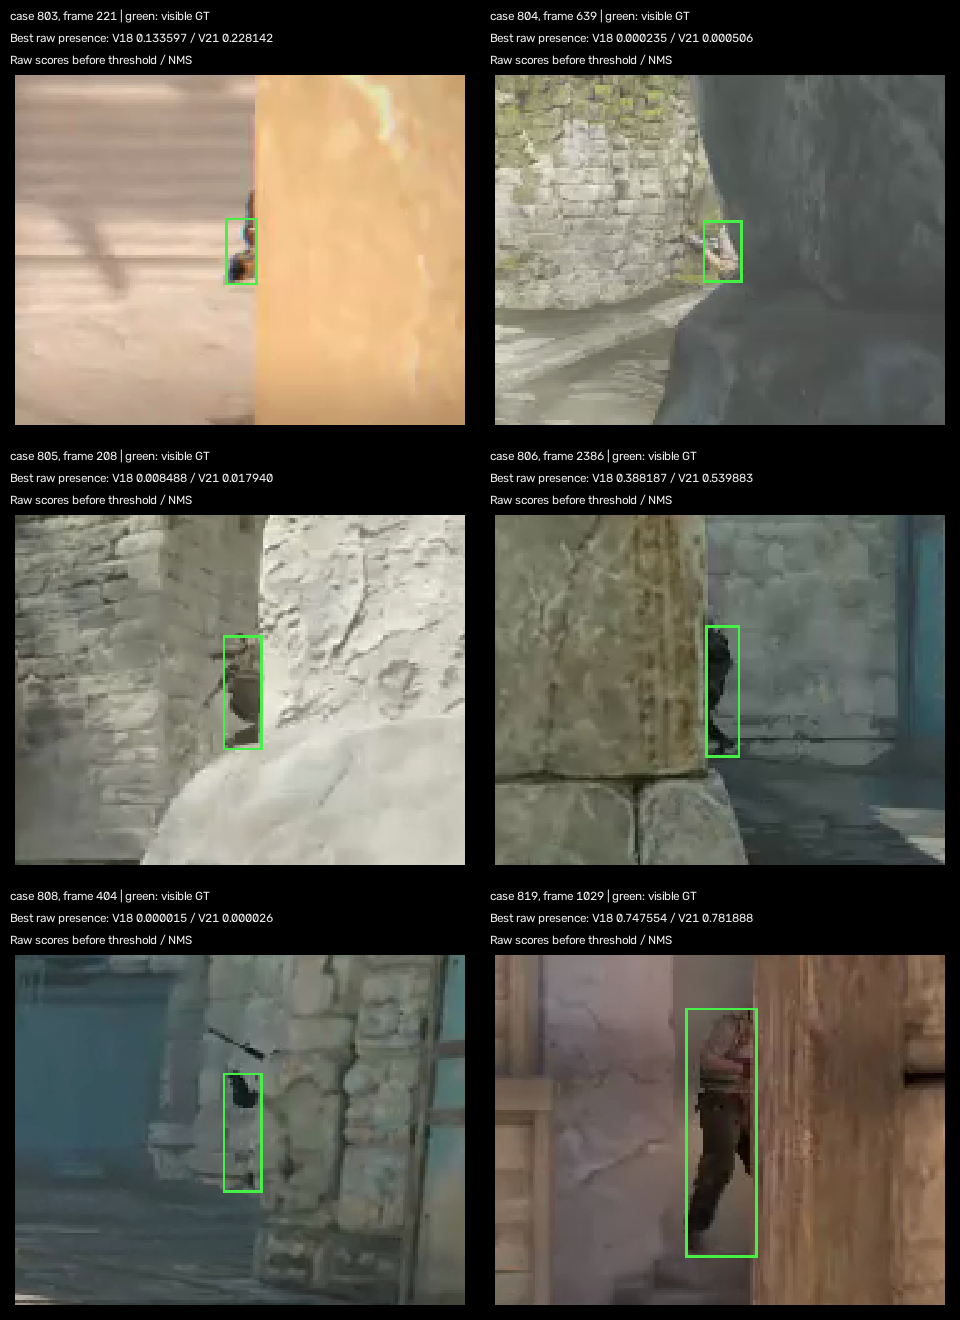 case 803, frame 221 | green: visible GT
Best raw presence: V18 0.133597 / V21 0.228142
Raw scores before threshold / NMS
case 804, frame 639 | green: visible GT
Best raw presence: V18 0.000235 / V21 0.000506
Raw scores before threshold / NMS
case 805, frame 208 | green: visible GT
Best raw presence: V18 0.008488 / V21 0.017940
Raw scores before threshold / NMS
case 806, frame 2386 | green: visible GT
Best raw presence: V18 0.388187 / V21 0.539883
Raw scores before threshold / NMS
case 808, frame 404 | green: visible GT
Best raw presence: V18 0.000015 / V21 0.000026
Raw scores before threshold / NMS
case 819, frame 1029 | green: visible GT
Best raw presence: V18 0.747554 / V21 0.781888
Raw scores before threshold / NMS